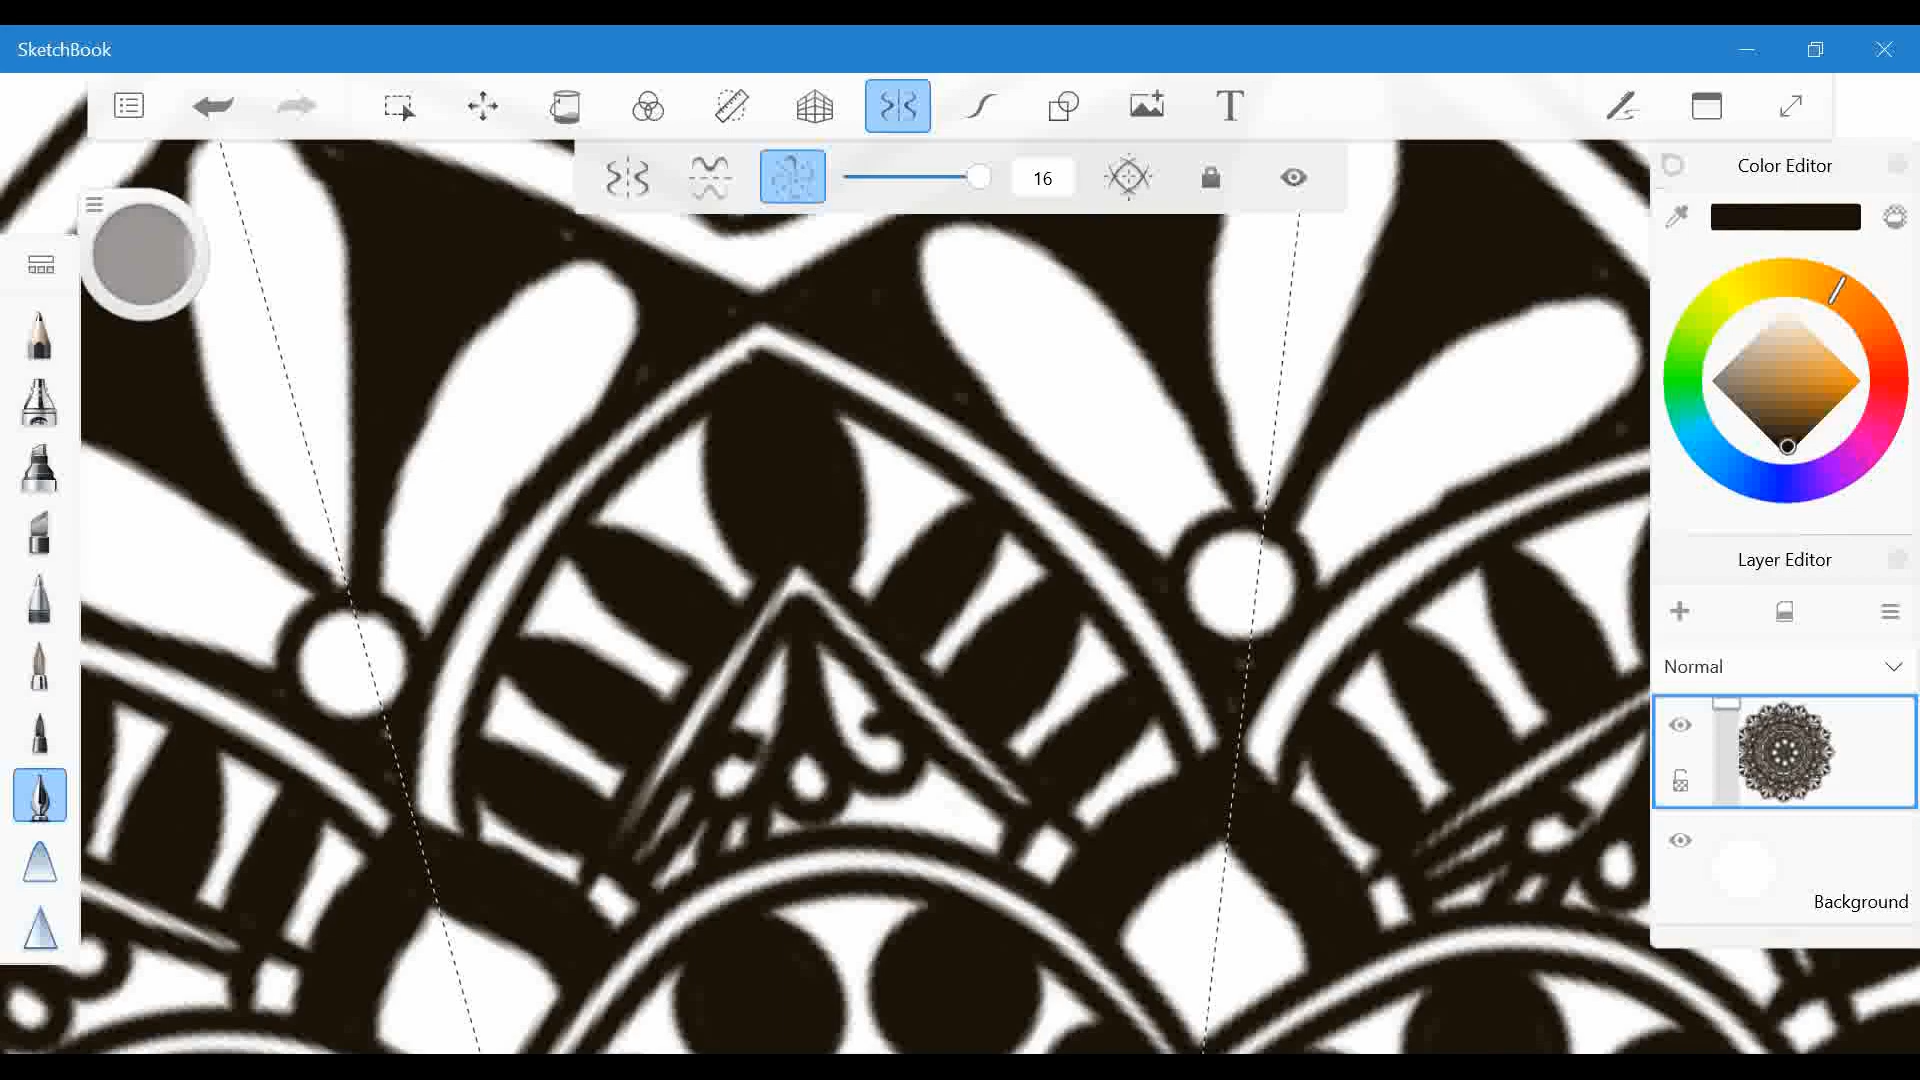 SketchBook
T
16
Color Editor
Layer Editor
Normal
Background